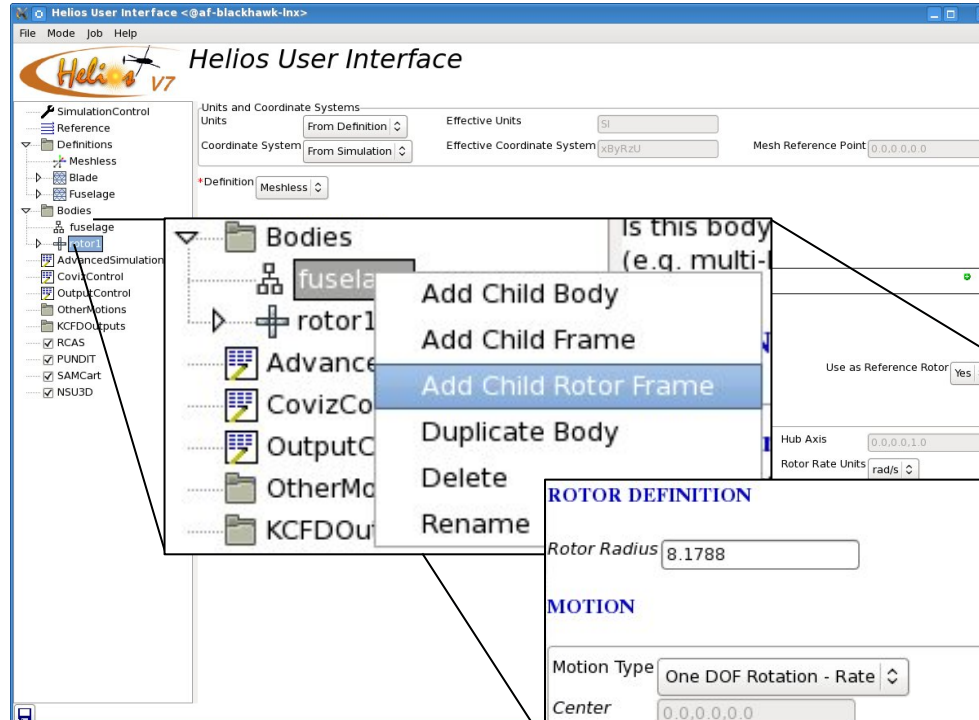 Helios User Interface <@af-blackhawk-lnx>
File Mode Job Help
Helios V7
Helios User Interface
SimulationControl
Reference
Definitions
Meshless
Blade
Fuselage
Bodies
fuselage
rotor1
AdvancedSimulation
CovizControl
OutputControl
OtherMotions
KCFDOutputs
RCAS
PUNDIT
SAMCart
NSU3D
Units and Coordinate Systems
Units From Definition Effective Units SI
Coordinate System From Simulation Effective Coordinate System xByRzU Mesh Reference Point 0.0,0.0,0.0
*Definition Meshless
Bodies
rotor1
Add Child Body
Add Child Frame
Add Child Rotor Frame
Duplicate Body
Delete
Rename
Is this body
(e.g. multi-
Use as Reference Rotor Yes
Hub Axis 0.0,0.0,1.0
Rotor Rate Units rad/s
ROTOR DEFINITION
Rotor Radius 8.1788
MOTION
Motion Type One DOF Rotation - Rate
Center 0.0,0.0,0.0